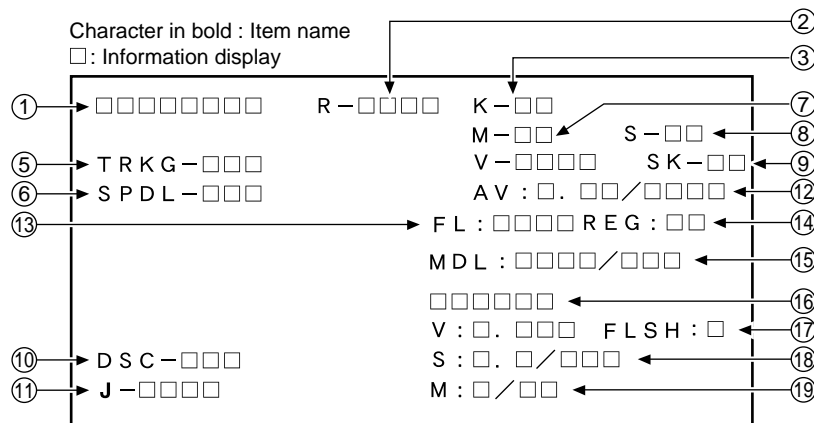 Character in bold : Item name
□ : Information display
② 
③
① □□□□□□□□ R－□□□□ K－□□
⑦
M－□□ S－□□ ⑧
⑤ TRKG－□□□ V－□□□□ SK－□□ ⑨
⑥ SPDL－□□□ AV：□．□□／□□□□ ⑫
⑬ FL：□□□□ REG：□□ ⑭
MDL：□□□□／□□□ ⑮
□□□□□□ ⑯
V：□．□□□ FLSH：□ ⑰
⑩ DSC－□□□ S：□．□／□□□ ⑱
⑪ J－□□□□ M：□／□□ ⑲